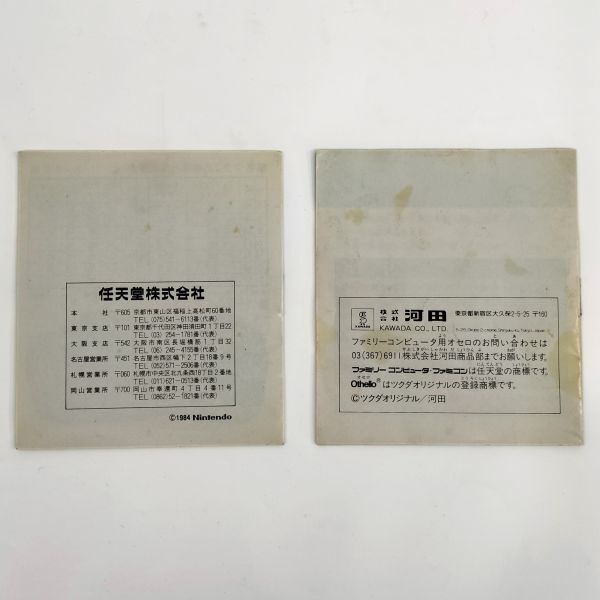 任天堂株式会社
本社 〒605 京都市東山区福稲上高松町60番地
TEL (075)541-6113番(代表)
東京支店 〒101 東京都千代田区神田須田町1丁目22
TEL (03) 254-1781番(代表)
大阪支店 〒542 大阪市南区長堀橋筋1丁目32
TEL (06) 245-4155番(代表)
名古屋営業所 〒451 名古屋市西区幅下2丁目18番9号
TEL (052)571-2506番(代表)
札幌営業所 〒060 札幌市中央区北九条西18丁目2番地
TEL (011)621-0513番(代表)
岡山営業所 〒700 岡山市奉還町4丁目4番11号
TEL (0862)52-1821番(代表)
©1984 Nintendo
KAWADA
株式会社 河田 東京都新宿区大久保2-5-25 〒160
KAWADA CO., LTD.
ファミリーコンピュータ用オセロのお問い合わせは
03(367)6911株式会社河田商品部までお願いします。
ファミリー コンピュータ・ファミコンは任天堂の商標です。
Othelloはツクダオリジナルの登録商標です。
©ツクダオリジナル/河田